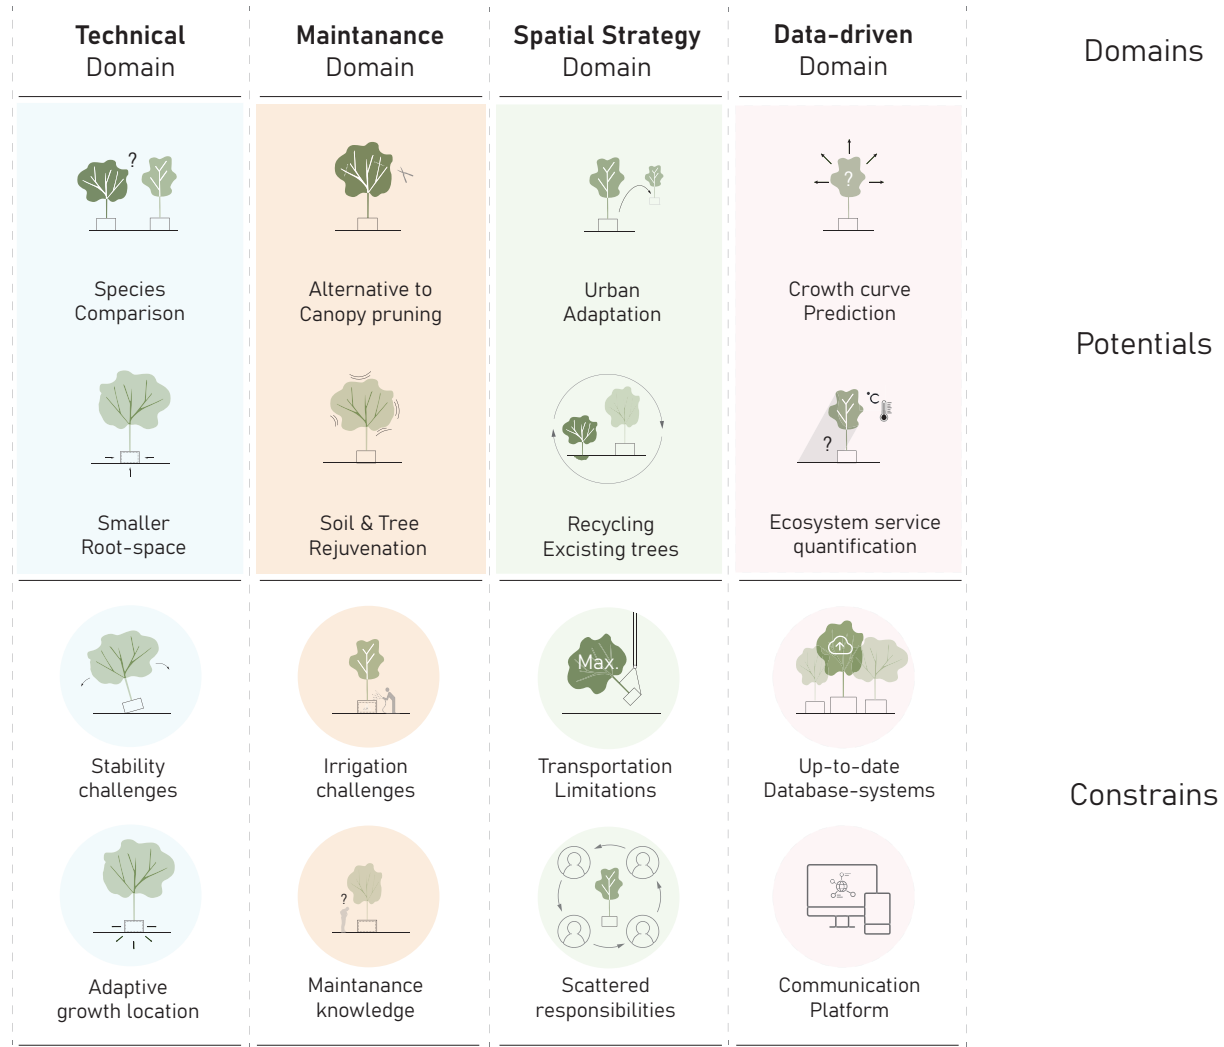 Technical
Domain
Maintanance
Domain
Spatial Strategy
Domain
Data-driven
Domain
Domains
?
?
Species
Comparison
Alternative to
Canopy pruning
Urban
Adaptation
Crowth curve
Prediction
Potentials
°C
?
Smaller
Root-space
Soil & Tree
Rejuvenation
Recycling
Excisting trees
Ecosystem service
quantification
Max.
Stability
challenges
Irrigation
challenges
Transportation
Limitations
Up-to-date
Database-systems
Constrains
?
Adaptive
growth location
Maintanance
knowledge
Scattered
responsibilities
Communication
Platform